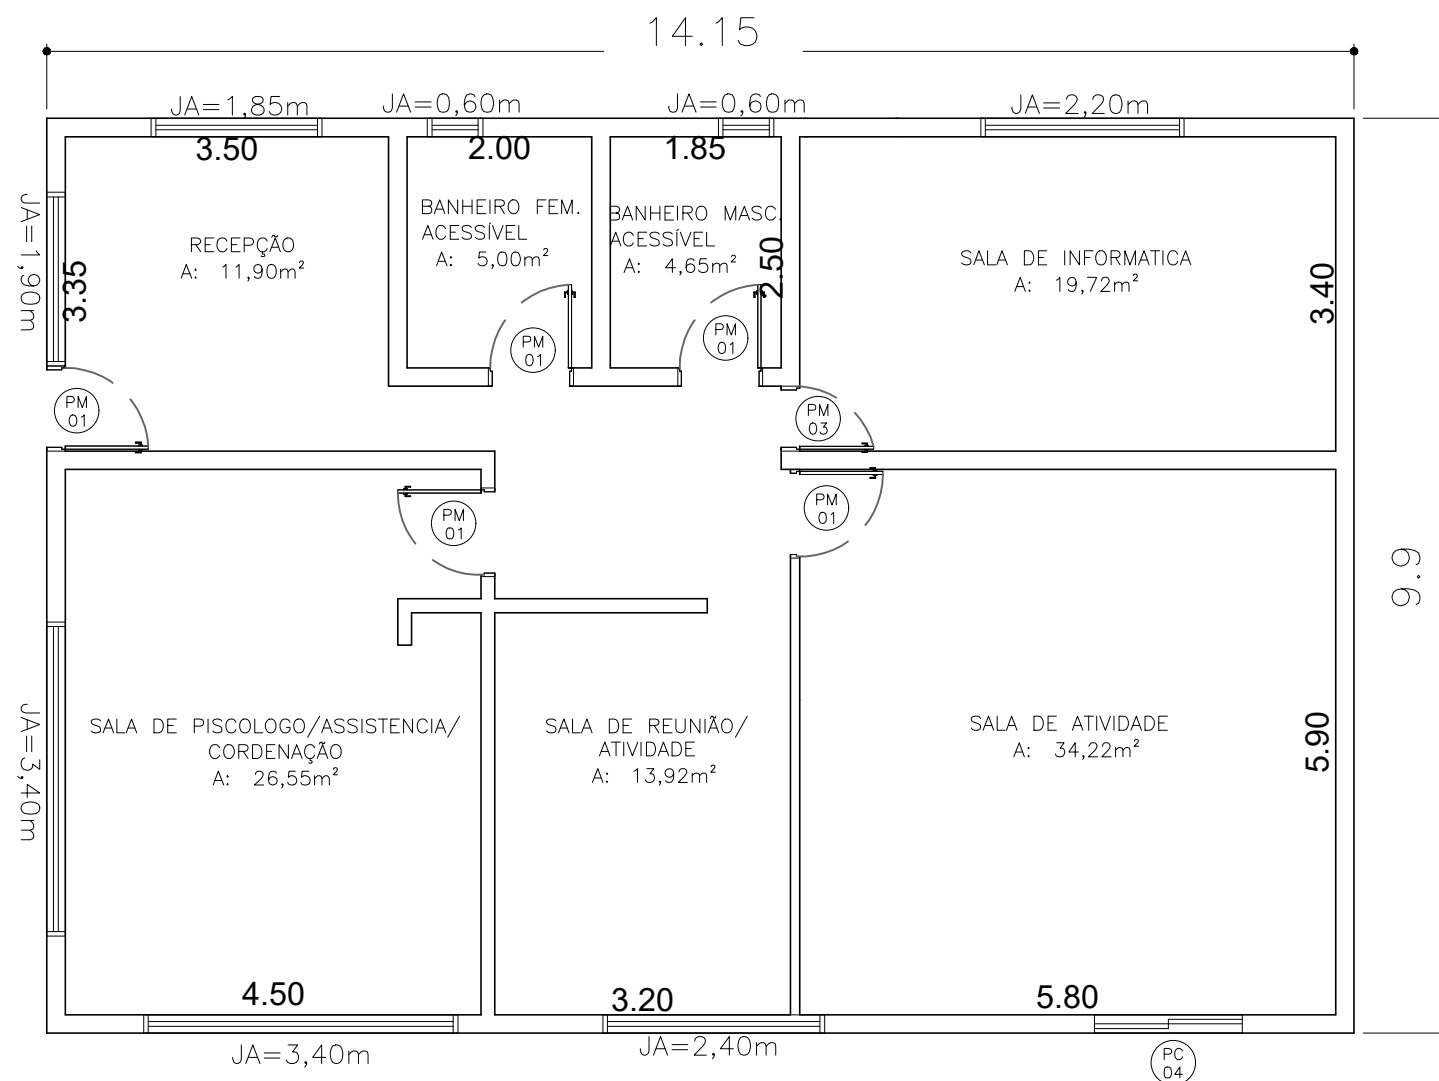 14.15
JA=1,85m
JA=0,60m
JA=0,60m
JA=2,20m
3.50
2.00
1.85
JA=1,90m
3.35
RECEPÇÃO
A: 11,90m²
BANHEIRO FEM.
ACESSÍVEL
A: 5,00m²
BANHEIRO MASC.
ACESSÍVEL
A: 4,65m²
2.50
SALA DE INFORMATICA
A: 19,72m²
3.40
PM
01
PM
01
PM
01
PM
03
PM
01
PM
01
9.9
JA=3,40m
SALA DE PISCOLOGO/ASSISTENCIA/
CORDENAÇÃO
A: 26,55m²
SALA DE REUNIÃO/
ATIVIDADE
A: 13,92m²
SALA DE ATIVIDADE
A: 34,22m²
5.90
4.50
3.20
5.80
JA=3,40m
JA=2,40m
PC
04